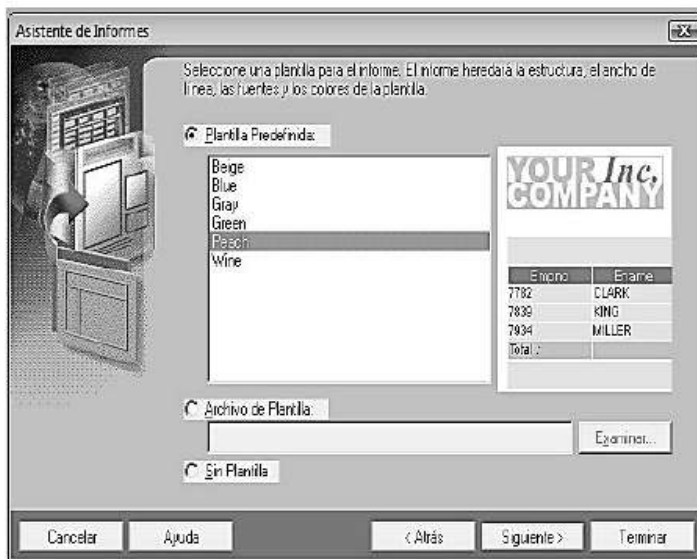 Asistente de Informes
Seleccione una plantilla para el informe. El informe heredará la estructura, el ancho de
línea, las fuentes y los colores de la plantilla.
Plantilla Predefinida:
Beige
Blue
Gray
Green
Peach
Wine
YOUR Inc,
COMPANY
Empno Ename
7782 CLARK
7839 KING
7934 MILLER
Total :
Archivo de Plantilla:
Examinar...
Sin Plantilla
Cancelar Ayuda < Atrás Siguiente > Terminar